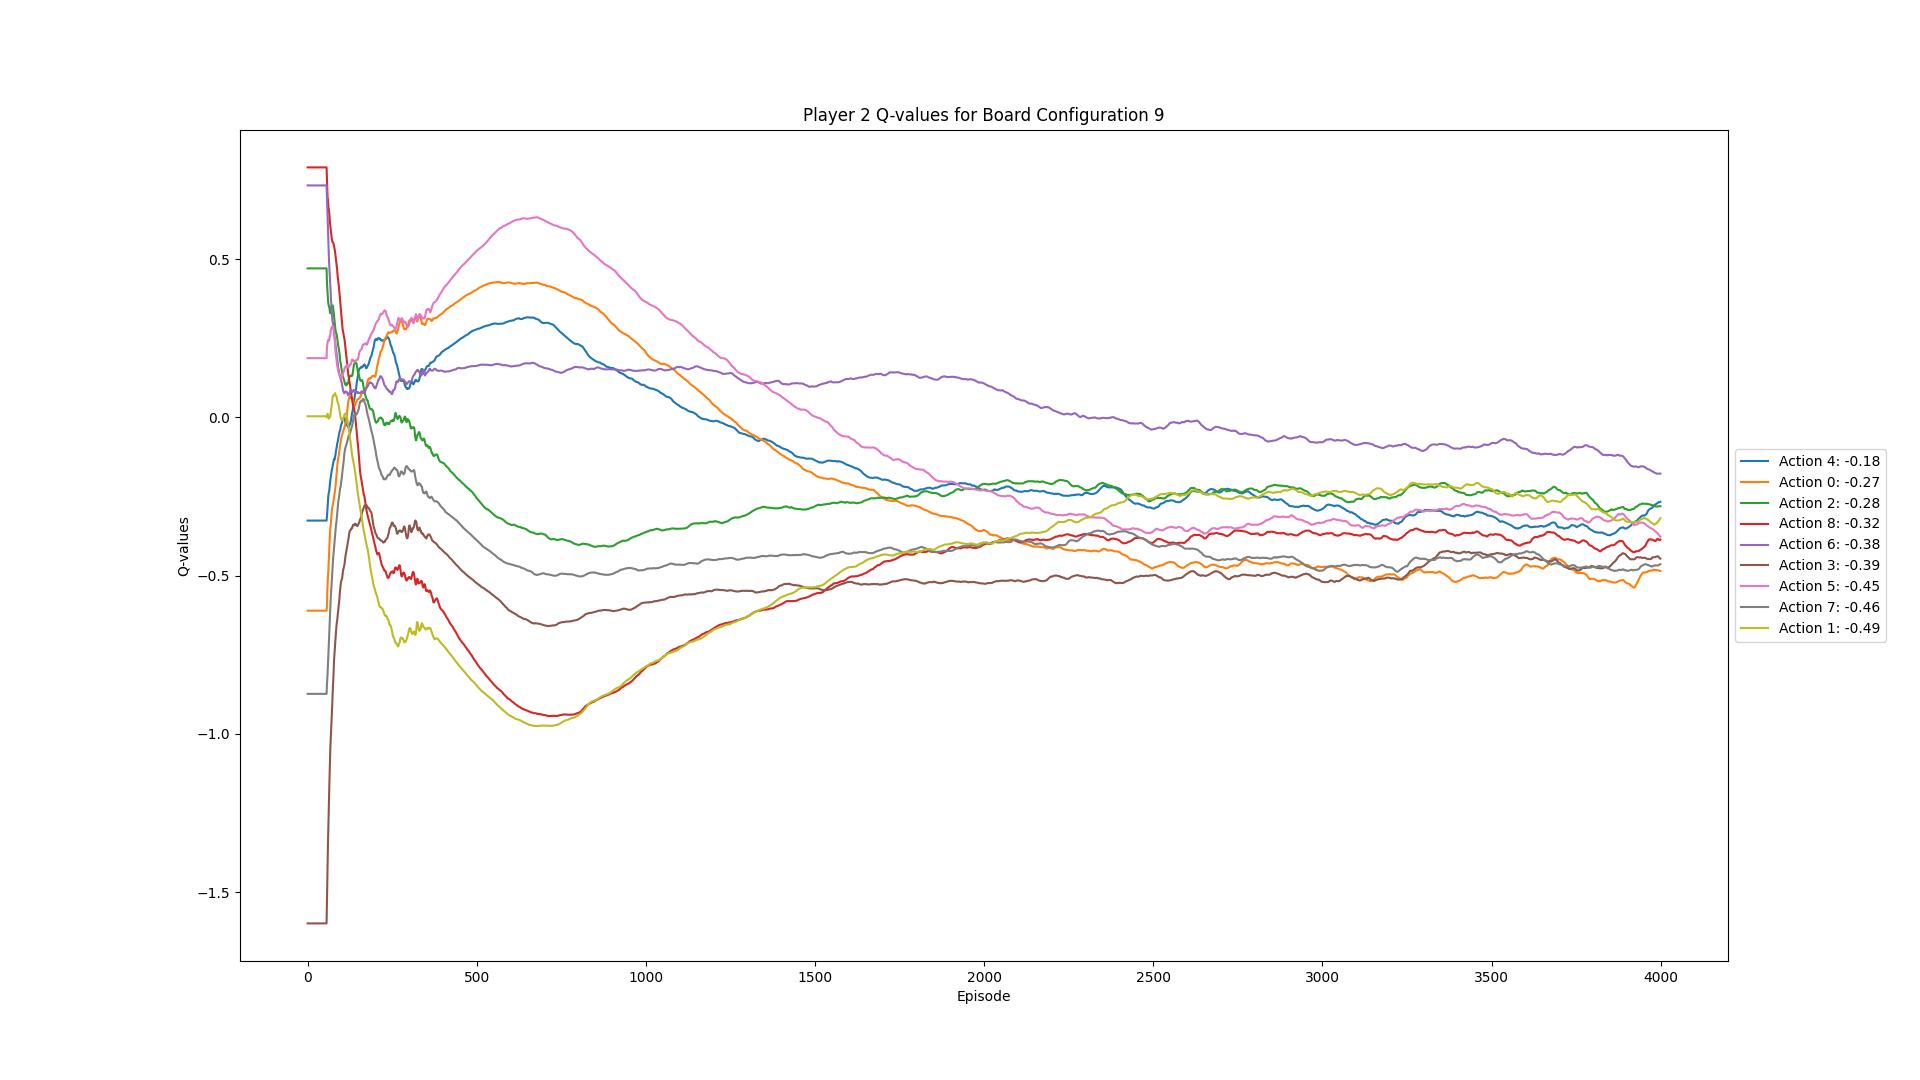 Player 2 Q-values for Board Configuration 9
Q-values
0.5
0.0
−0.5
−1.0
−1.5
0
500
1000
1500
2000
2500
3000
3500
4000
Episode
Action 4: -0.18
Action 0: -0.27
Action 2: -0.28
Action 8: -0.32
Action 6: -0.38
Action 3: -0.39
Action 5: -0.45
Action 7: -0.46
Action 1: -0.49